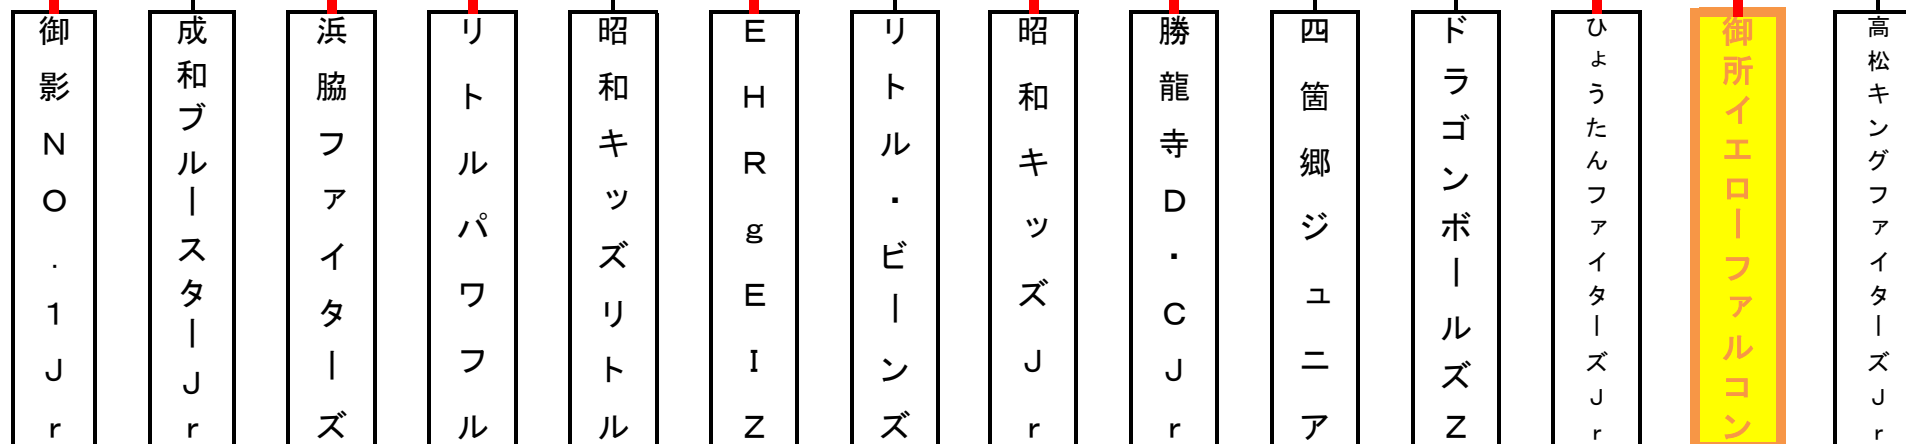 御影NO.1Jr
成和ブルースターJr
浜脇ファイターズ
リトルパワフル
昭和キッズリトル
EHRgEIZ
リトル・ビーンズ
昭和キッズJr
勝龍寺D・CJr
四箇郷ジュニア
ドラゴンボールズZ
ひょうたんファイターズJr
御所イエローファルコン
高松キングファイターズJr